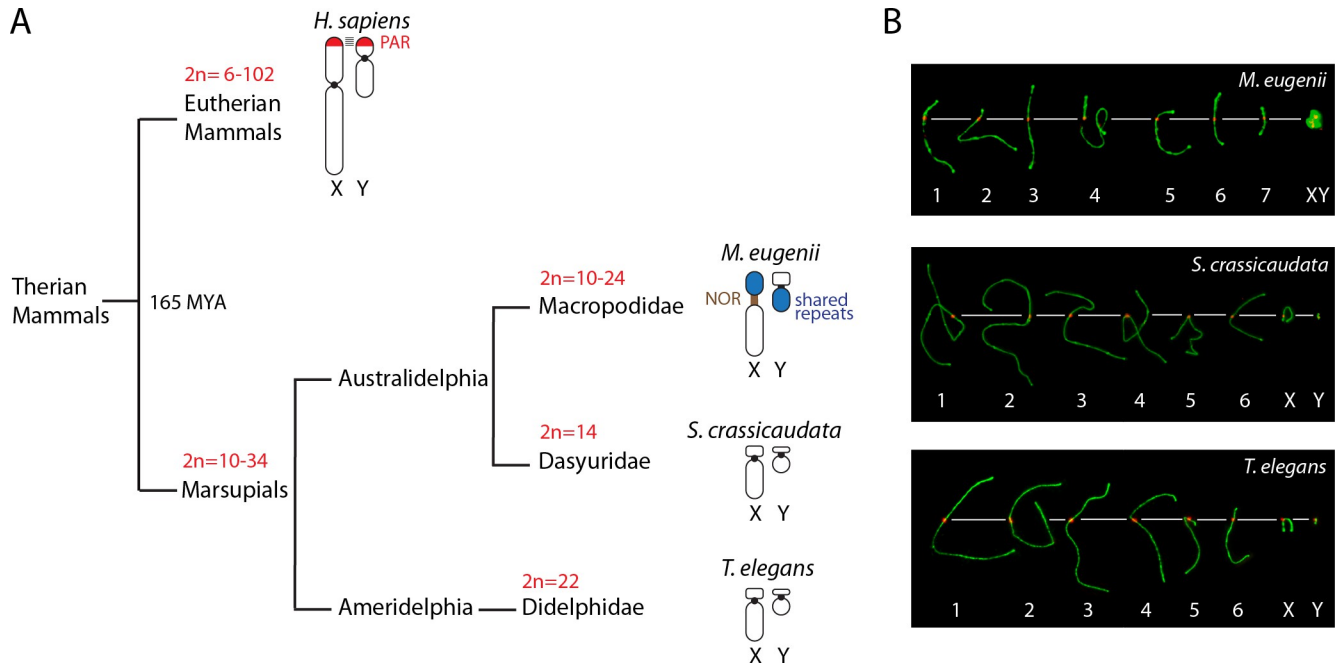 A
H. sapiens
PAR
2n= 6-102
Eutherian
Mammals
X Y
Therian
Mammals
165 MYA
M. eugenii
2n=10-24
Macropodidae
NOR
shared
repeats
X Y
Australidelphia
2n=14
Dasyuridae
S. crassicaudata
X Y
2n=10-34
Marsupials
T. elegans
2n=22
Ameridelphia
Didelphidae
X Y
B
M. eugenii
1 2 3 4 5 6 7 XY
S. crassicaudata
1 2 3 4 5 6 X Y
T. elegans
1 2 3 4 5 6 X Y